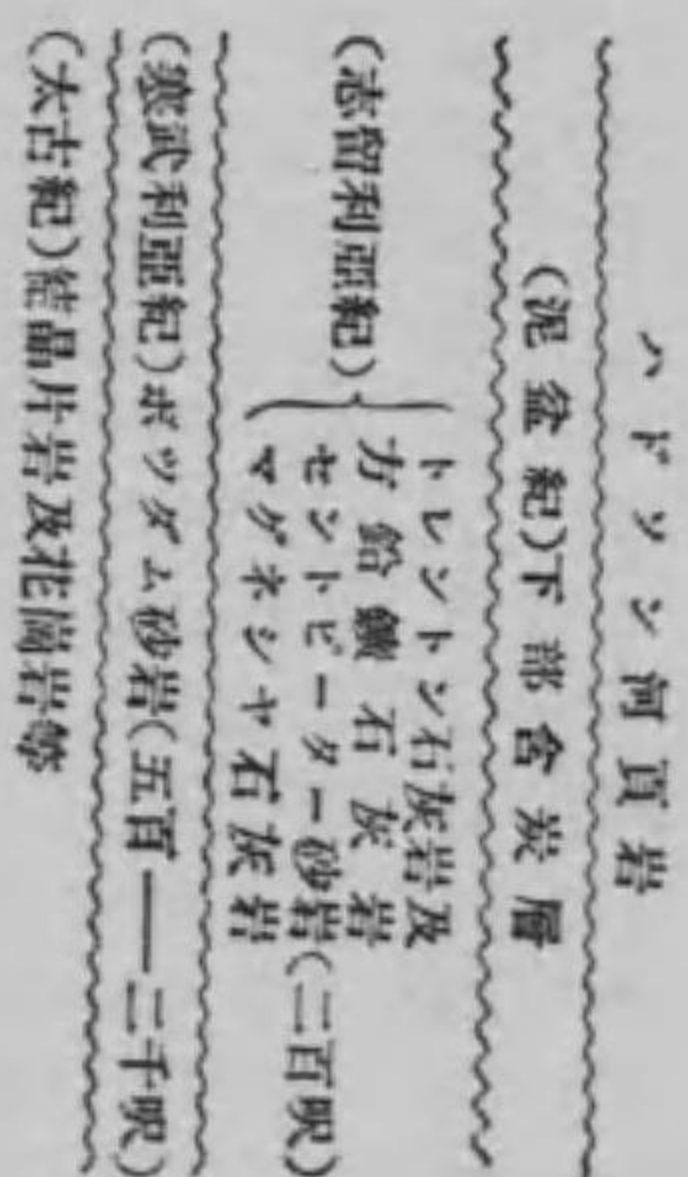 ハドソン河頁岩
(泥盆紀)下部含炭層
(志留利亞紀)
トレントン石灰岩及
方鉛鑛石灰岩
セントピーター砂岩(二百呎)
マグネシヤ石灰岩
(寒武利亞紀)ポツダム砂岩(五百——二千呎)
(太古紀)結晶片岩及花崗岩等